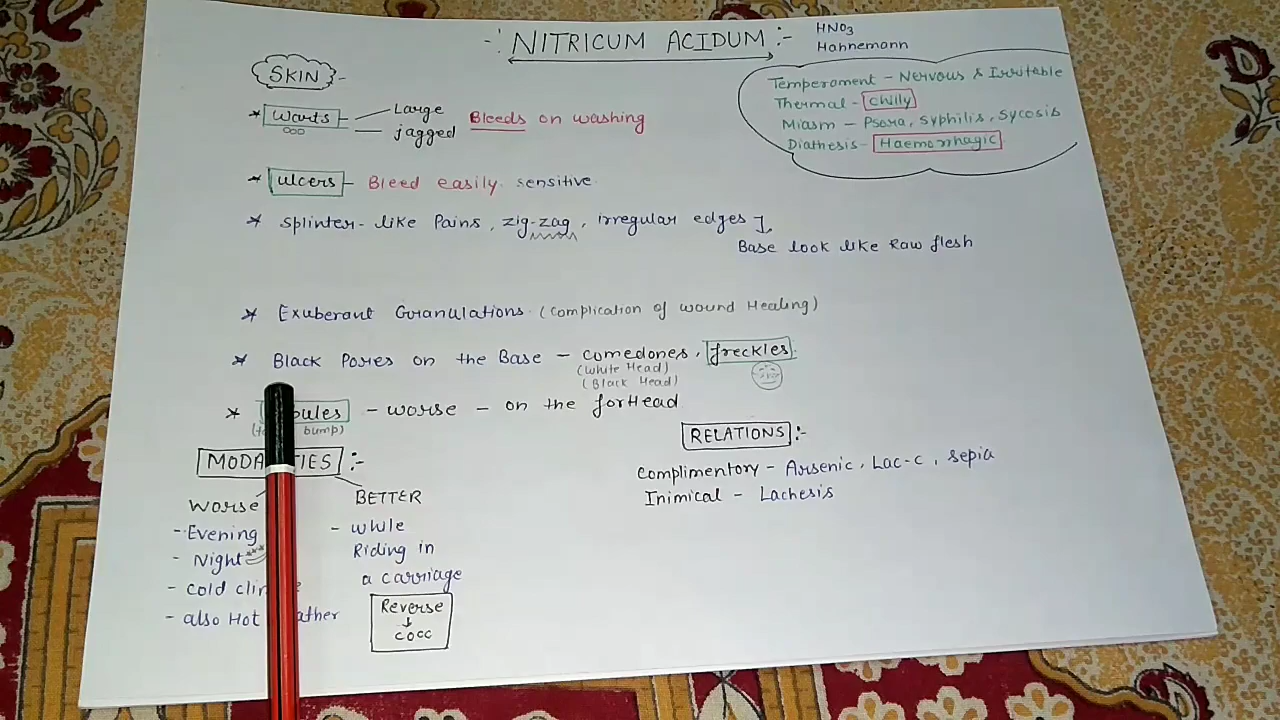 -: NITRICUM ACIDUM :-
HNO3
Hahnemann
Temperament - Nervous & Irritable
Thermal - chilly
Miasm - Psora, Syphilis, Sycosis
Diathesis - Haemorrhagic
SKIN :-
* Warts - Large
jagged
Bleeds on washing
* ulcers - Bleed easily sensitive
* Splinter-like Pains, zig-zag, irregular edges ],
Base look like Raw flesh
* Exuberant Granulations (complication of wound Healing)
* Black Pores on the Base - comedones, freckles.
(White Head)
(Black Head)
* - worse - on the forHead
bump)
MODA TIES :-
WORSE
- Evening
- Night
- cold
- also Hot
BETTER
- while
Riding in
a carriage
Reverse
↓
cocc
RELATIONS :-
complimentory - Arsenic, Lac-c, sepia
Inimical - Lachesis